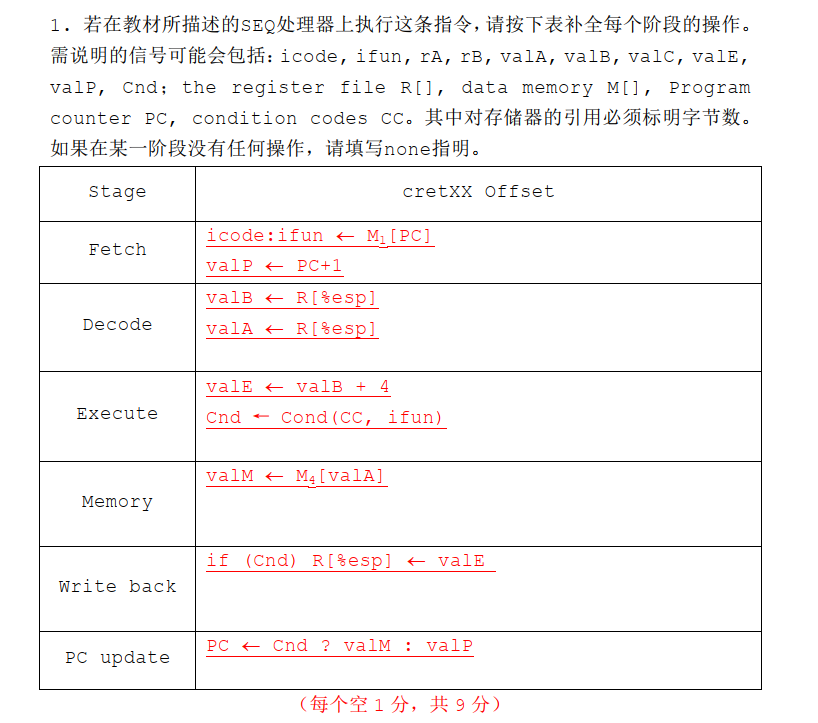 1. 若在教材所描述的SEQ处理器上执行这条指令,请按下表补全每个阶段的操作。
需说明的信号可能会包括:icode, ifun, rA, rB, valA, valB, valC, valE,
valP, Cnd; the register file R[], data memory M[], Program
counter PC, condition codes CC。其中对存储器的引用必须标明字节数。
如果在某一阶段没有任何操作,请填写none指明。
Stage cretXX Offset
Fetch
icode:ifun ← M₁[PC]
valP ← PC+1
Decode
valB ← R[%esp]
valA ← R[%esp]
Execute
valE ← valB + 4
Cnd ← Cond(CC, ifun)
Memory
valM ← M₄[valA]
Write back
if (Cnd) R[%esp] ← valE
PC update
PC ← Cnd ? valM : valP
(每个空 1 分,共 9 分)